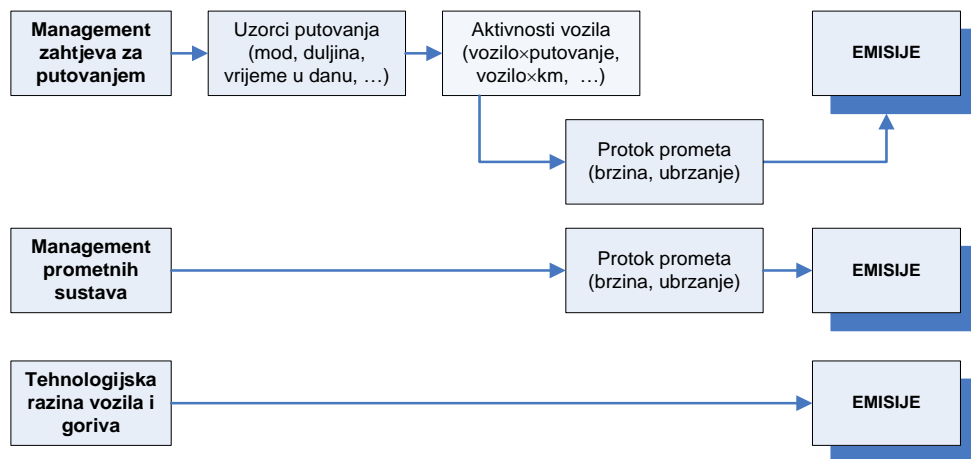 Management
zahtjeva za
putovanjem
Uzorci putovanja
(mod, duljina,
vrijeme u danu, …)
Aktivnosti vozila
(vozilo×putovanje,
vozilo×km, …)
EMISIJE
Protok prometa
(brzina, ubrzanje)
Management
prometnih
sustava
Protok prometa
(brzina, ubrzanje)
EMISIJE
Tehnologijska
razina vozila i
goriva
EMISIJE